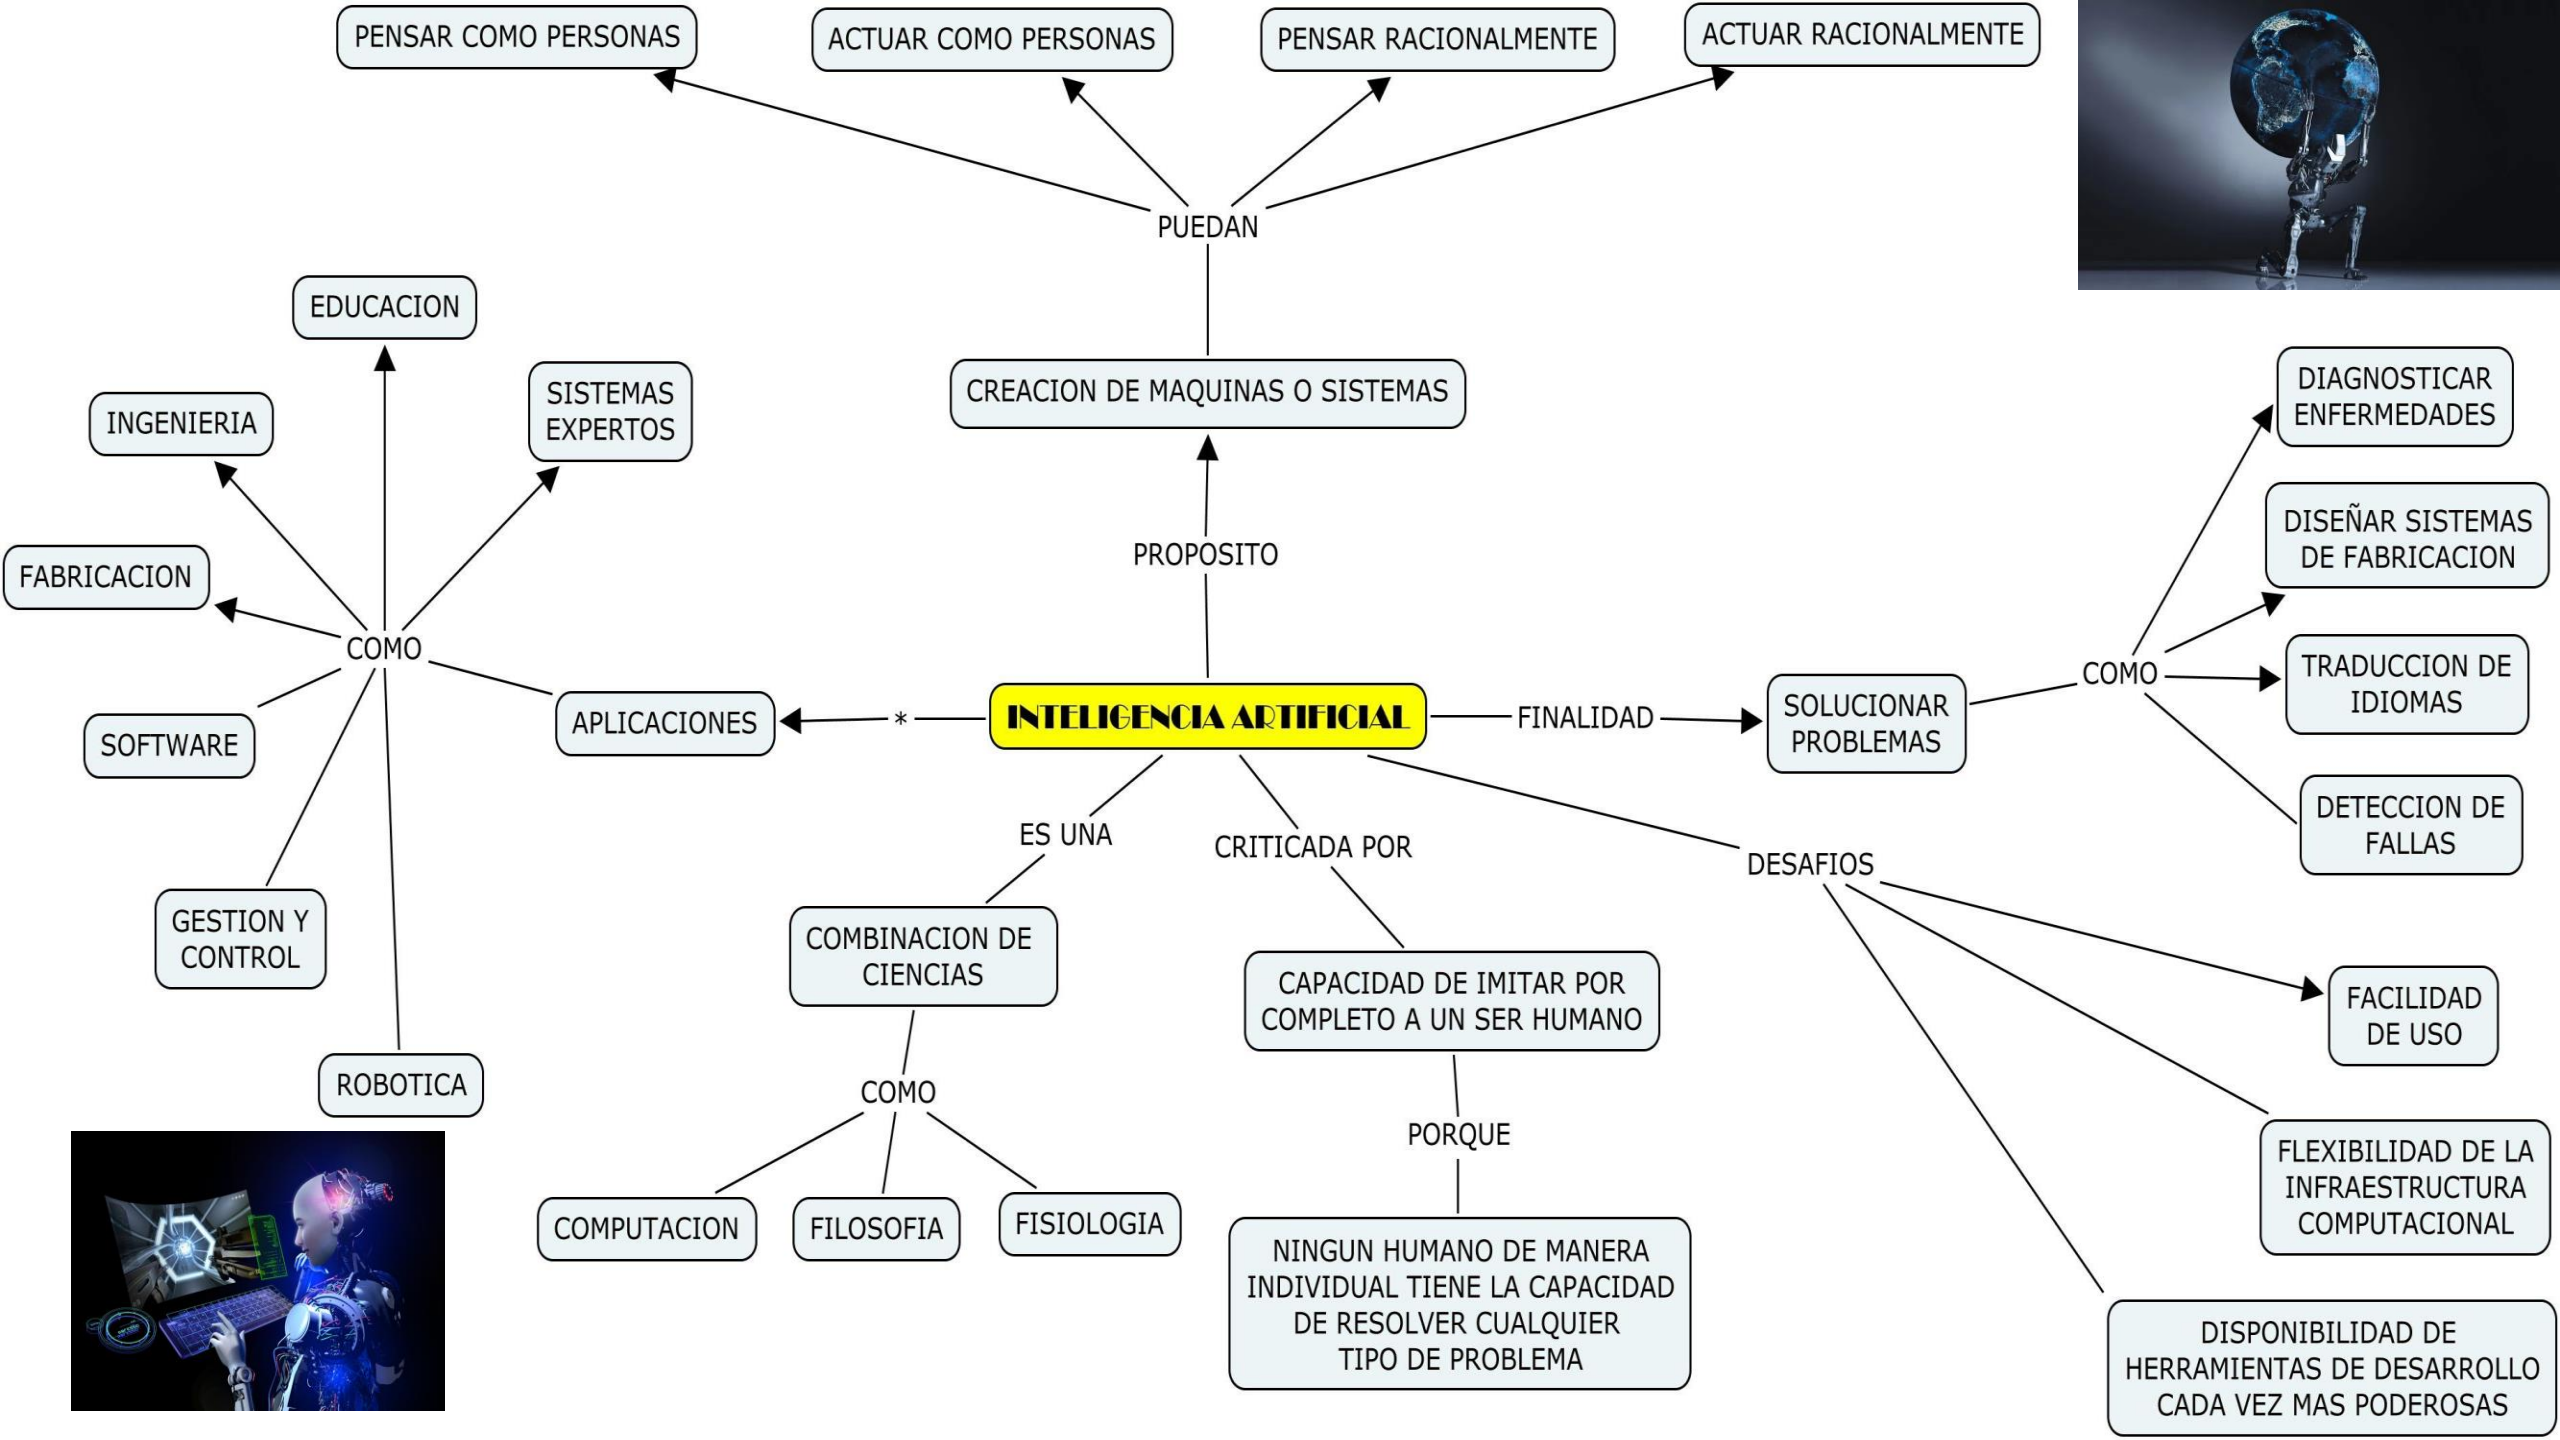 PENSAR COMO PERSONAS
ACTUAR COMO PERSONAS
PENSAR RACIONALMENTE
ACTUAR RACIONALMENTE
PUEDAN
CREACION DE MAQUINAS O SISTEMAS
PROPOSITO
EDUCACION
INGENIERIA
SISTEMAS
EXPERTOS
FABRICACION
COMO
SOFTWARE
APLICACIONES
*
GESTION Y
CONTROL
ROBOTICA
INTELIGENCIA ARTIFICIAL
FINALIDAD
SOLUCIONAR
PROBLEMAS
COMO
DIAGNOSTICAR
ENFERMEDADES
DISEÑAR SISTEMAS
DE FABRICACION
TRADUCCION DE
IDIOMAS
DETECCION DE
FALLAS
ES UNA
COMBINACION DE
CIENCIAS
COMO
COMPUTACION
FILOSOFIA
FISIOLOGIA
CRITICADA POR
CAPACIDAD DE IMITAR POR
COMPLETO A UN SER HUMANO
PORQUE
NINGUN HUMANO DE MANERA
INDIVIDUAL TIENE LA CAPACIDAD
DE RESOLVER CUALQUIER
TIPO DE PROBLEMA
DESAFIOS
FACILIDAD
DE USO
FLEXIBILIDAD DE LA
INFRAESTRUCTURA
COMPUTACIONAL
DISPONIBILIDAD DE
HERRAMIENTAS DE DESARROLLO
CADA VEZ MAS PODEROSAS